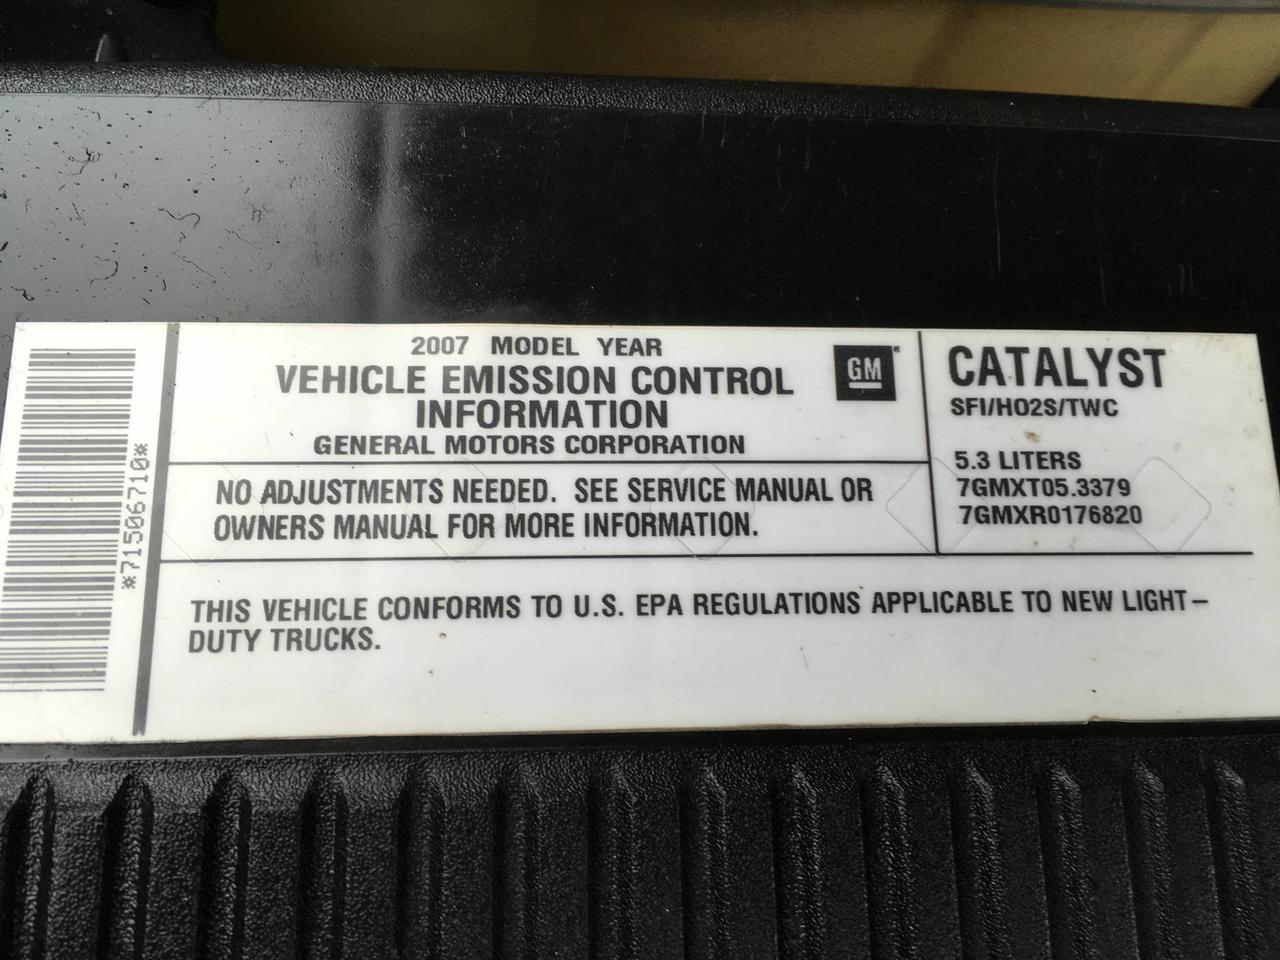 *71506710*
2007 MODEL YEAR
VEHICLE EMISSION CONTROL
INFORMATION
GENERAL MOTORS CORPORATION
GM
NO ADJUSTMENTS NEEDED. SEE SERVICE MANUAL OR
OWNERS MANUAL FOR MORE INFORMATION.
CATALYST
SFI/HO2S/TWC
5.3 LITERS
7GMXT05.3379
7GMXR0176820
THIS VEHICLE CONFORMS TO U.S. EPA REGULATIONS APPLICABLE TO NEW LIGHT-
DUTY TRUCKS.